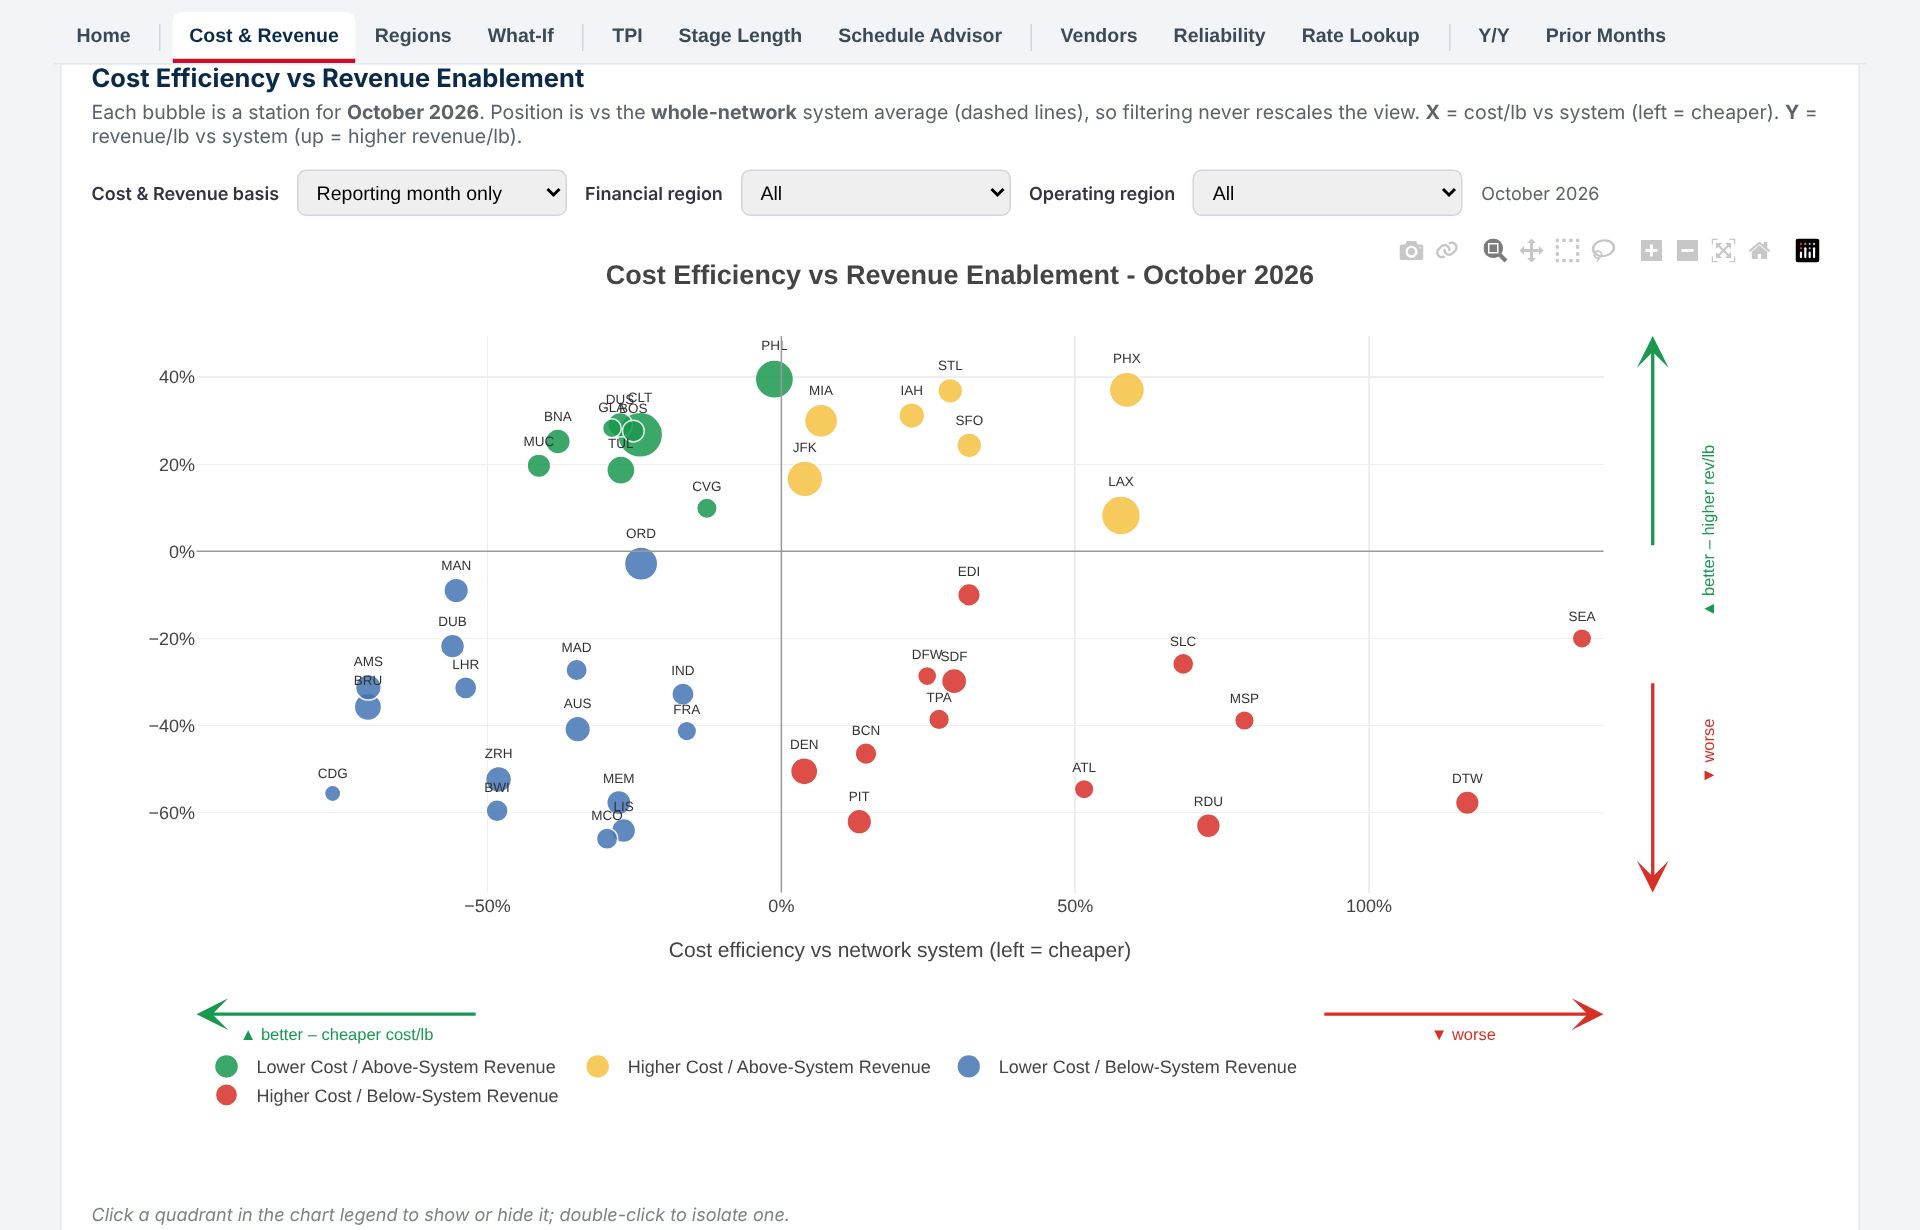 Home
Cost & Revenue
Regions
What-If
TPI
Stage Length
Schedule Advisor
Vendors
Reliability
Rate Lookup
Y/Y
Prior Months
Cost Efficiency vs Revenue Enablement
Each bubble is a station for October 2026. Position is vs the whole-network system average (dashed lines), so filtering never rescales the view. X = cost/lb vs system (left = cheaper). Y =
revenue/lb vs system (up = higher revenue/lb).
Cost & Revenue basis
Reporting month only
Financial region
All
Operating region
All
October 2026
Cost Efficiency vs Revenue Enablement - October 2026
PHL
PHX
STL
40%
MIA
IAH
DUS
CLT
GLA
BOS
BNA
SFO
MUC
TUL
JFK
20%
LAX
CVG
ORD
0%
MAN
EDI
SEA
DUB
−20%
SLC
MAD
DFW
SDF
AMS
LHR
IND
BRU
TPA
MSP
AUS
FRA
−40%
BCN
DEN
ZRH
ATL
CDG
MEM
DTW
BWI
PIT
RDU
LIS
MCO
−60%
▲ better – higher rev/lb
▼ worse
−50%
0%
50%
100%
Cost efficiency vs network system (left = cheaper)
▲ better – cheaper cost/lb
▼ worse
Lower Cost / Above-System Revenue
Higher Cost / Above-System Revenue
Lower Cost / Below-System Revenue
Higher Cost / Below-System Revenue
Click a quadrant in the chart legend to show or hide it; double-click to isolate one.